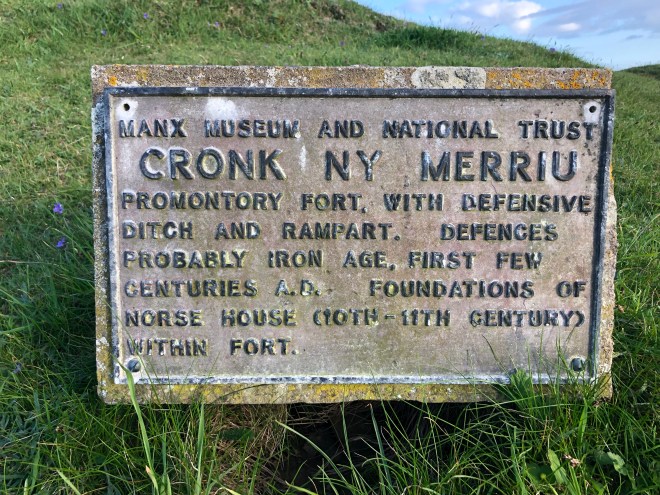 MANX MUSEUM AND NATIONAL TRUST
CRONK NY MERRIU
PROMONTORY FORT, WITH DEFENSIVE
DITCH AND RAMPART. DEFENCES
PROBABLY IRON AGE, FIRST FEW
CENTURIES A.D. FOUNDATIONS OF
NORSE HOUSE (10TH-11TH CENTURY)
WITHIN FORT.